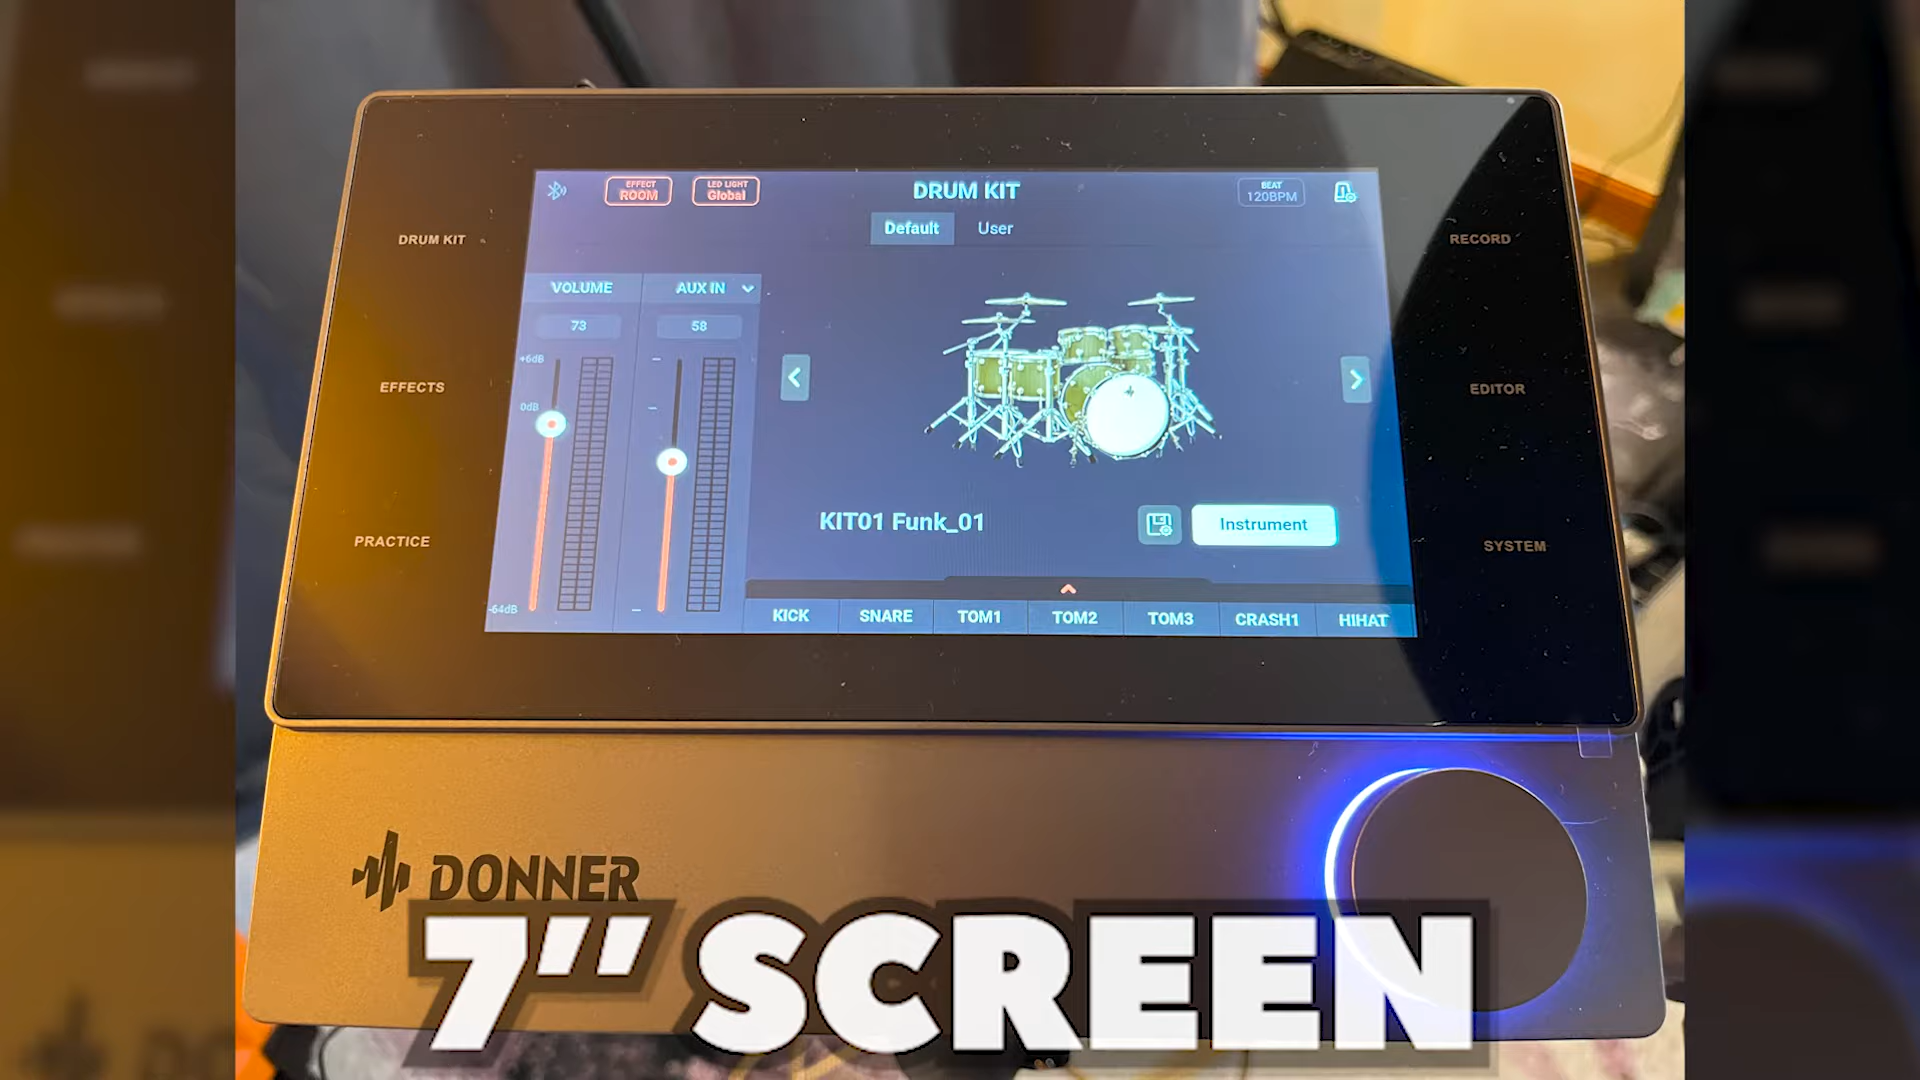 EFFECT
ROOM
LED LIGHT
Global
DRUM KIT
BEAT
120BPM
Default
User
DRUM KIT
RECORD
VOLUME
AUX IN
73
58
+6dB
0dB
-64dB
EFFECTS
EDITOR
KIT01 Funk_01
Instrument
PRACTICE
SYSTEM
KICK
SNARE
TOM1
TOM2
TOM3
CRASH1
HIHAT
DONNER
7" SCREEN